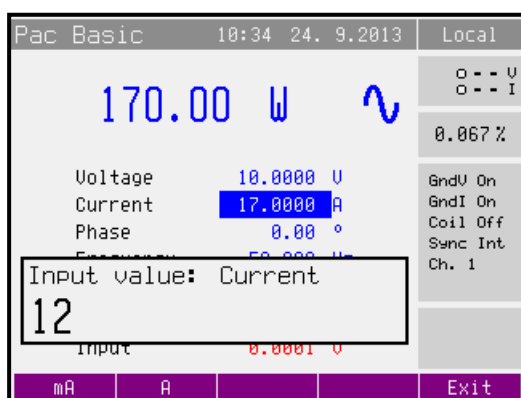 Pac Basic 10:34 24. 9.2013 Local
o-- V
o-- I
170.00 W
0.067 %
Voltage 10.0000 V
Current 17.0000 A
Phase 0.00 °
GndV On
GndI On
Coil Off
Sync Int
Ch. 1
Input value: Current
12
Input 0.0001 V
mA A Exit